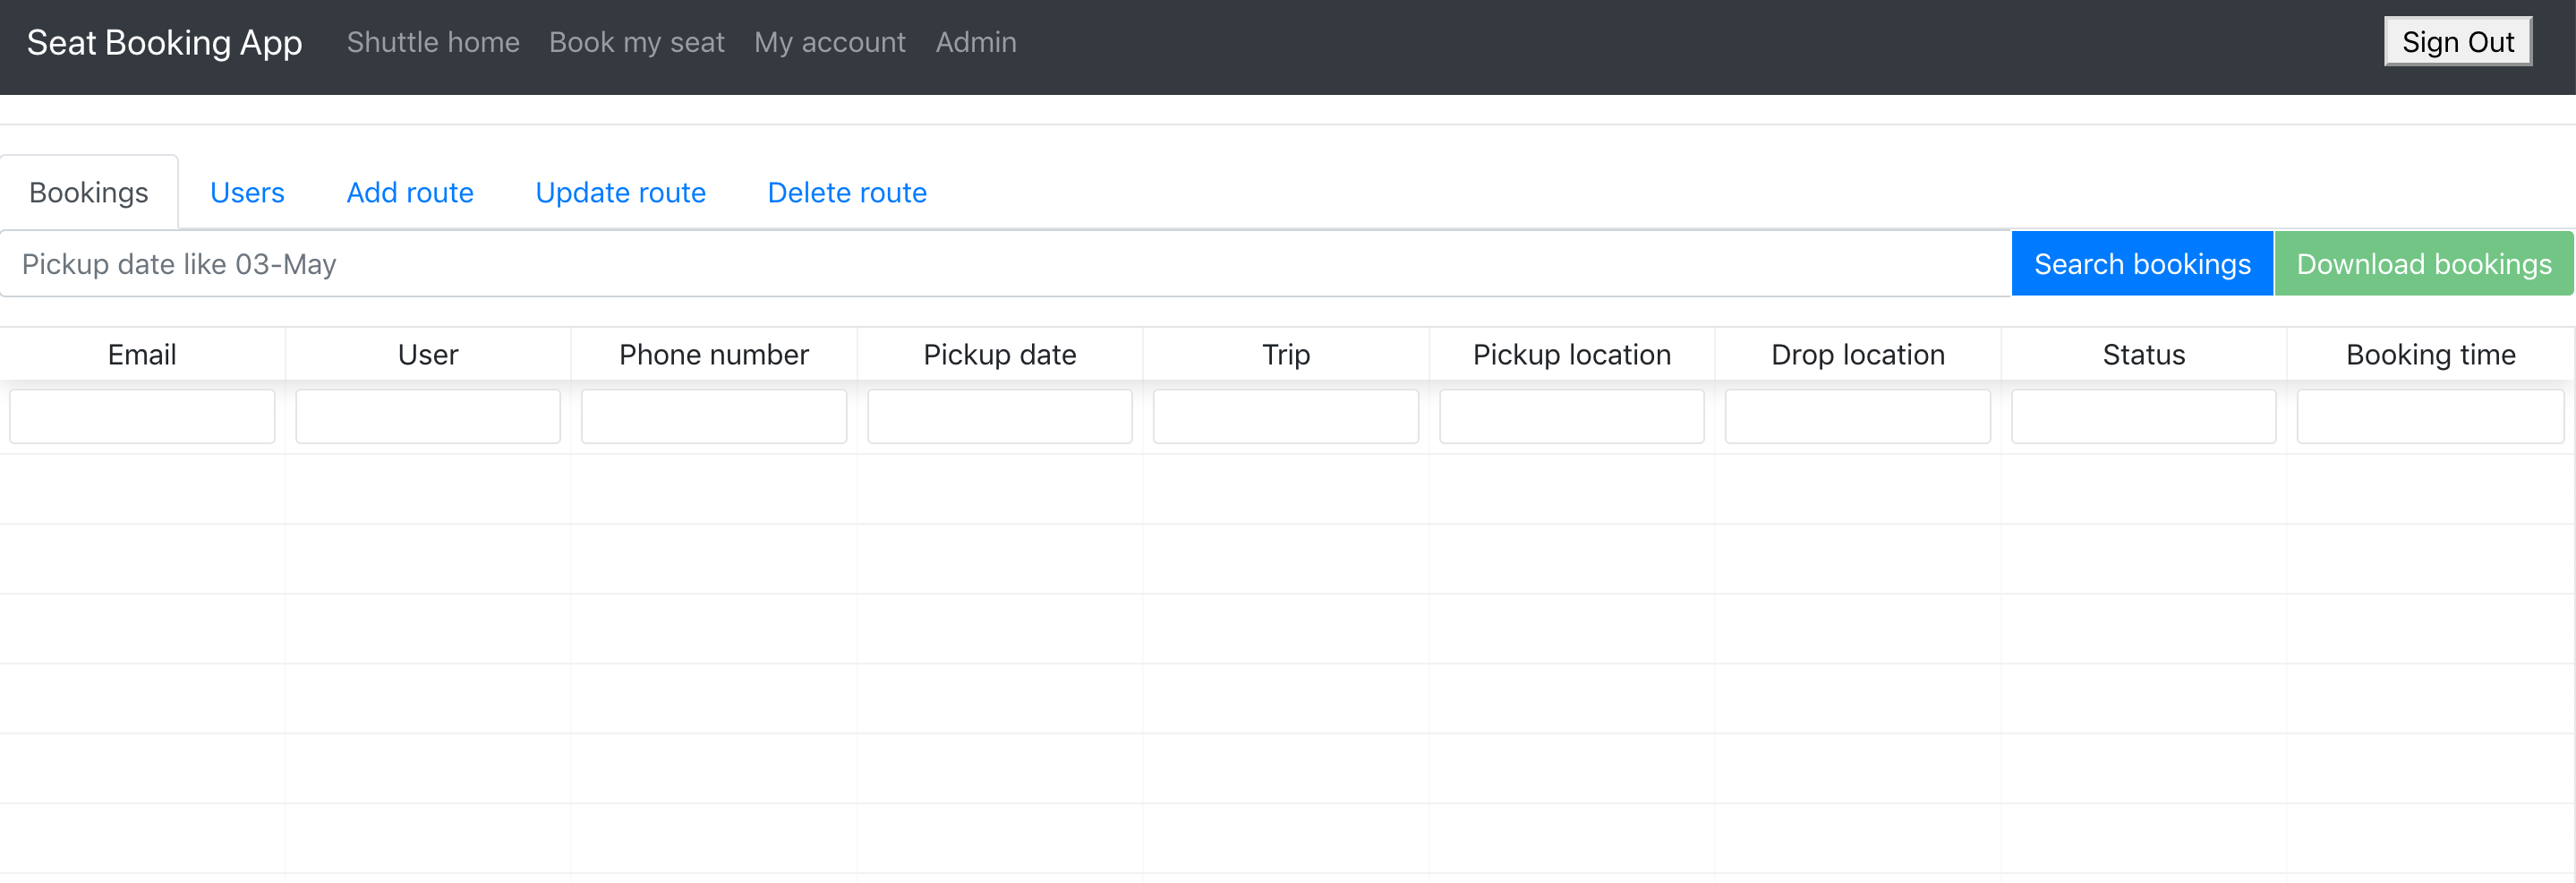 Seat Booking App Shuttle home Book my seat My account Admin Sign Out
Bookings Users Add route Update route Delete route
Pickup date like 03-May Search bookings Download bookings
Email User Phone number Pickup date Trip Pickup location Drop location Status Booking time